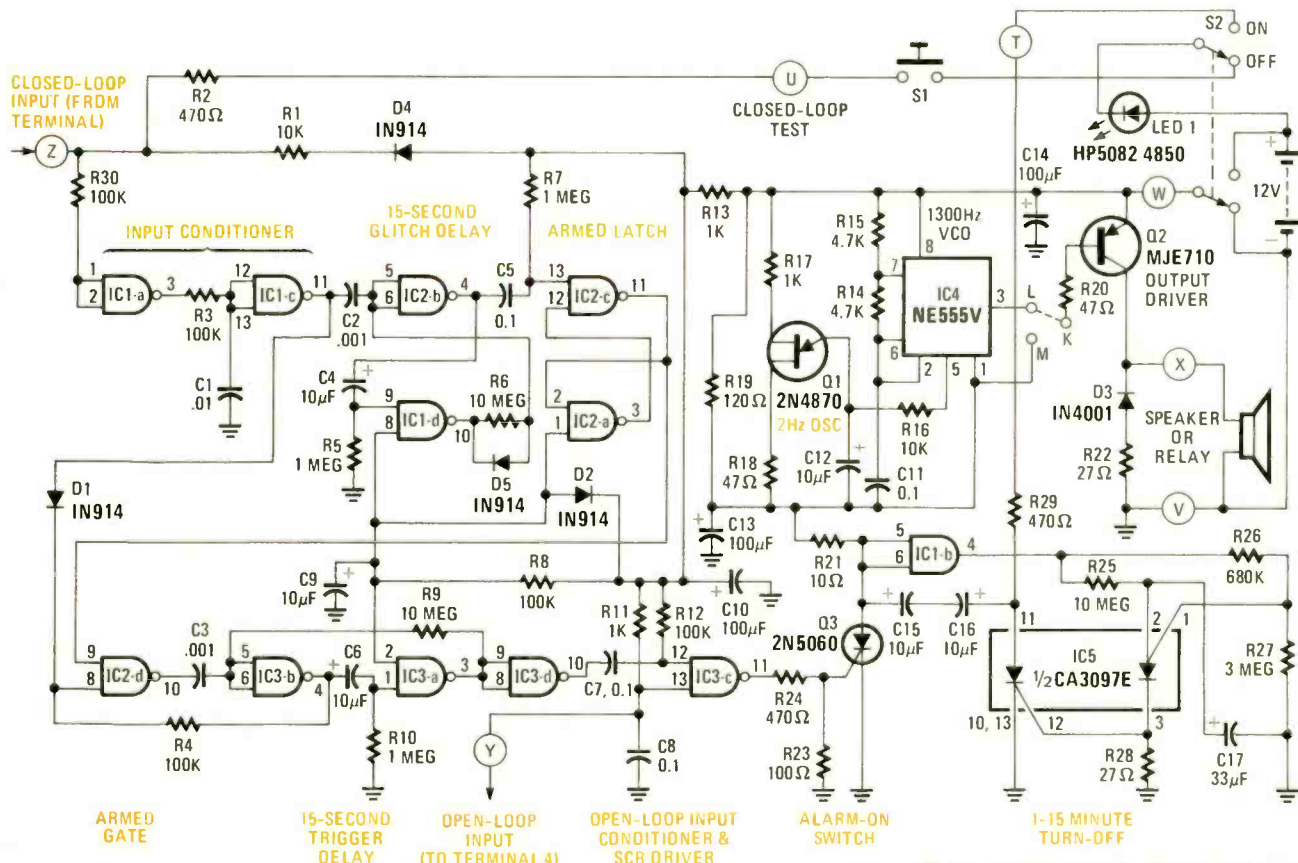 S2
ON
OFF
T
CLOSED-LOOP
INPUT (FROM
TERMINAL)
R2
470Ω
U
CLOSED-LOOP
TEST
S1
LED 1
HP5082 4850
Z
R1
10K
D4
IN914
R30
100K
R7
1 MEG
R13
1K
C14
100µF
+
W
+
12V
−
INPUT CONDITIONER
15-SECOND
GLITCH DELAY
ARMED LATCH
R15
4.7K
1300Hz
VCO
Q2
MJE710
OUTPUT
DRIVER
1
2
IC1-a
3
R3
100K
12
13
IC1-c
11
C2
.001
5
6
IC2-b
4
C5
0.1
13
12
IC2-c
11
R17
1K
R14
4.7K
7
8
6
2
5
1
3
IC4
NE555V
L
K
M
R20
47Ω
C1
.01
C4
10µF
+
R6
10 MEG
9
8
IC1-d
10
R5
1 MEG
D5
IN914
2
1
IC2-a
3
D2
IN914
R19
120Ω
Q1
2N4870
2Hz OSC
R16
10K
R18
47Ω
C12
10µF
+
C11
0.1
X
D3
IN4001
SPEAKER
OR
RELAY
R22
27Ω
V
D1
IN914
C9
10µF
+
R8
100K
C13
100µF
+
R21
10Ω
5
6
IC1-b
4
R29
470Ω
R26
680K
R25
10 MEG
R9
10 MEG
R11
1K
R12
100K
C10
100µF
+
Q3
2N5060
C15
10µF
+
C16
10µF
+
11
2
1
IC5
½CA3097E
10, 13
12
3
R27
3 MEG
9
8
IC2-d
10
C3
.001
5
6
IC3-b
4
C6
10µF
+
2
1
IC3-a
3
9
8
IC3-d
10
C7, 0.1
12
13
IC3-c
11
R24
470Ω
R4
100K
R10
1 MEG
Y
C8
0.1
R23
100Ω
R28
27Ω
C17
33µF
+
ARMED
GATE
15-SECOND
TRIGGER
DELAY
OPEN-LOOP
INPUT
(TO TERMINAL 4)
OPEN-LOOP INPUT
CONDITIONER &
SCR DRIVER
ALARM-ON
SWITCH
1-15 MINUTE
TURN-OFF